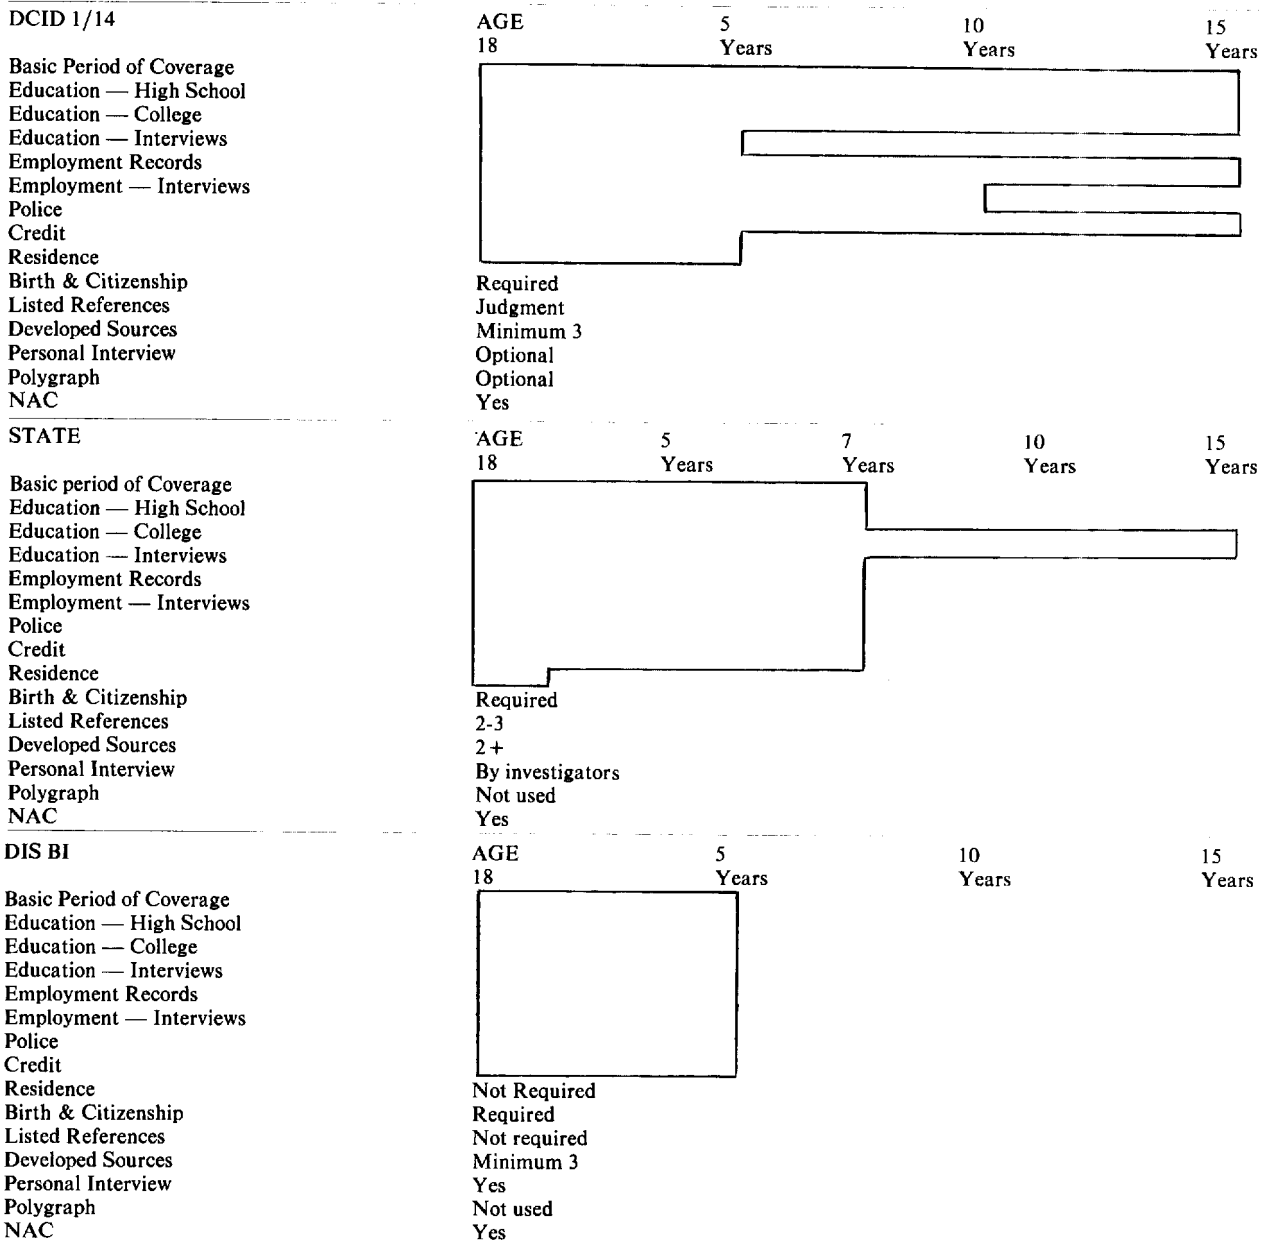 DCID 1/14 AGE 5 10 15
18 Years Years Years
Basic Period of Coverage
Education — High School
Education — College
Education — Interviews
Employment Records
Employment — Interviews
Police
Credit
Residence
Birth & Citizenship Required
Listed References Judgment
Developed Sources Minimum 3
Personal Interview Optional
Polygraph Optional
NAC Yes
STATE AGE 5 7 10 15
18 Years Years Years Years
Basic period of Coverage
Education — High School
Education — College
Education — Interviews
Employment Records
Employment — Interviews
Police
Credit
Residence
Birth & Citizenship Required
Listed References 2-3
Developed Sources 2+
Personal Interview By investigators
Polygraph Not used
NAC Yes
DIS BI AGE 5 10 15
18 Years Years Years
Basic Period of Coverage
Education — High School
Education — College
Education — Interviews
Employment Records
Employment — Interviews
Police
Credit
Residence Not Required
Birth & Citizenship Required
Listed References Not required
Developed Sources Minimum 3
Personal Interview Yes
Polygraph Not used
NAC Yes